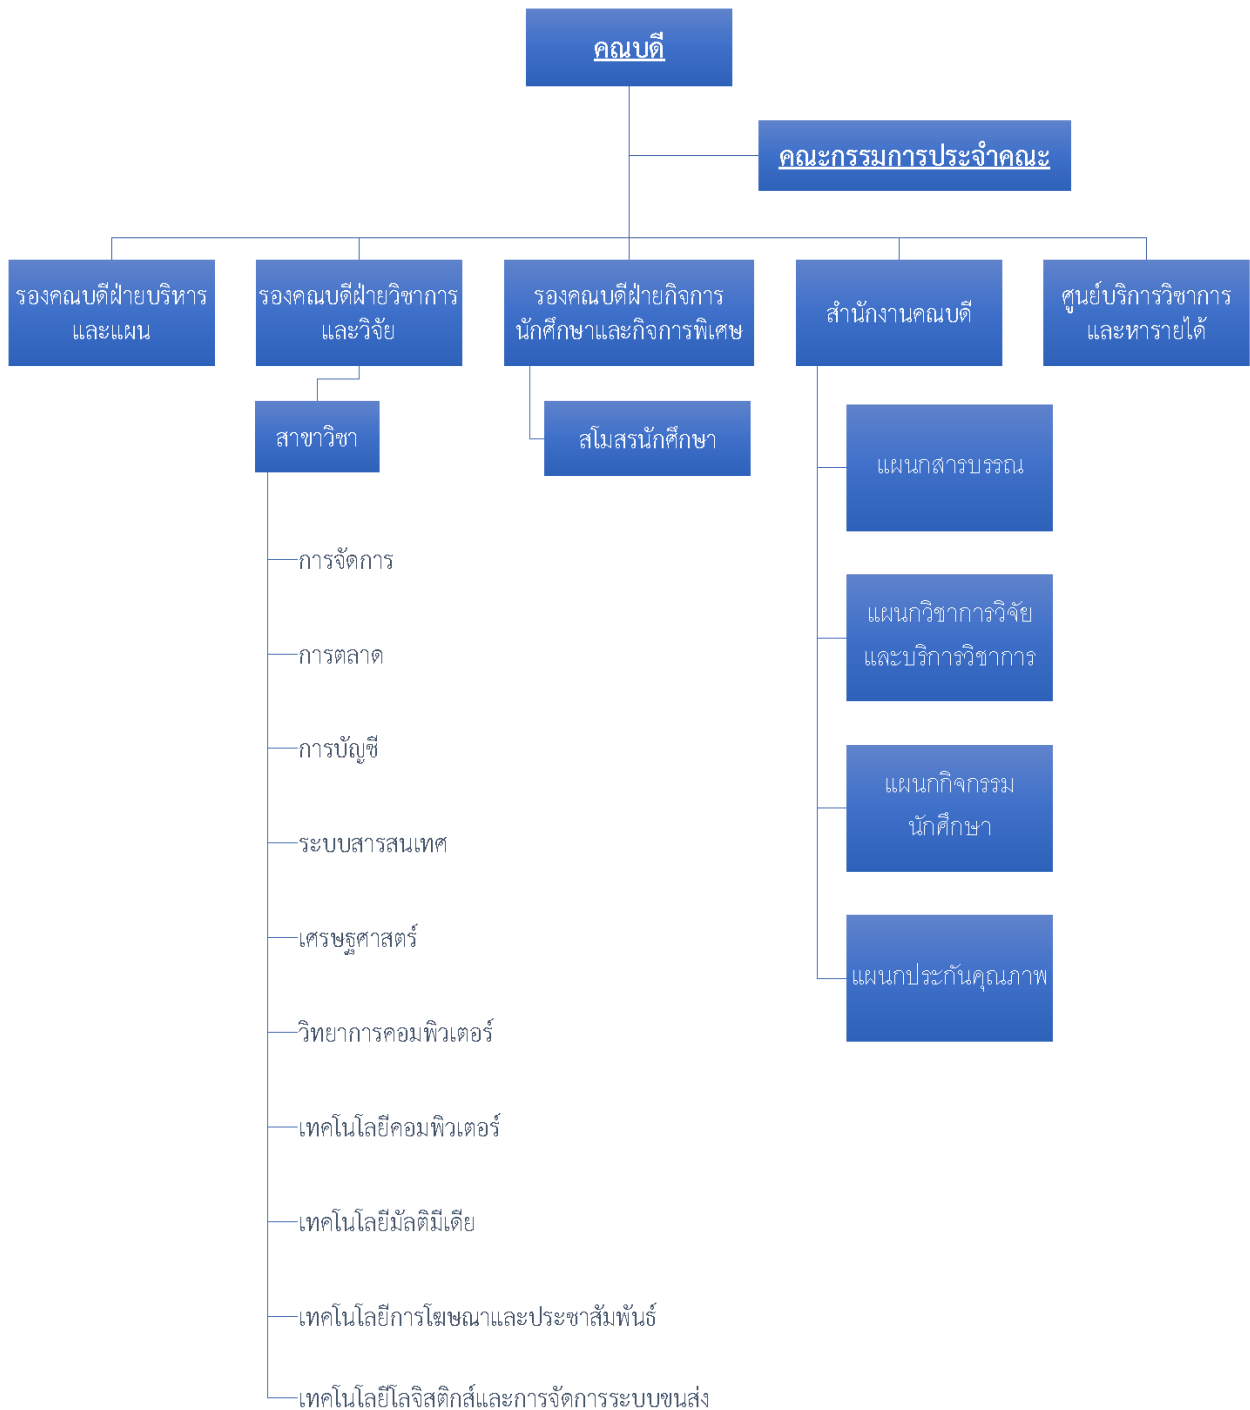 คณบดี
คณะกรรมการประจำคณะ
รองคณบดีฝ่ายบริหาร
และแผน
รองคณบดีฝ่ายวิชาการ
และวิจัย
รองคณบดีฝ่ายกิจการ
นักศึกษาและกิจการพิเศษ
สำนักงานคณบดี
ศูนย์บริการวิชาการ
และหารายได้
สาขาวิชา
สโมสรนักศึกษา
แผนกสารบรรณ
แผนกวิชาการวิจัย
และบริการวิชาการ
แผนกกิจกรรม
นักศึกษา
แผนกประกันคุณภาพ
การจัดการ
การตลาด
การบัญชี
ระบบสารสนเทศ
เศรษฐศาสตร์
วิทยาการคอมพิวเตอร์
เทคโนโลยีคอมพิวเตอร์
เทคโนโลยีมัลติมีเดีย
เทคโนโลยีการโฆษณาและประชาสัมพันธ์
เทคโนโลยีโลจิสติกส์และการจัดการระบบขนส่ง